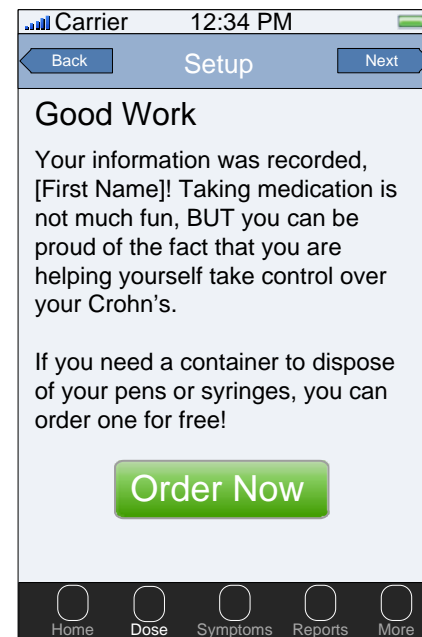 Carrier 12:34 PM
Back Setup Next
Good Work
Your information was recorded,
[First Name]! Taking medication is
not much fun, BUT you can be
proud of the fact that you are
helping yourself take control over
your Crohn's.
If you need a container to dispose
of your pens or syringes, you can
order one for free!
Order Now
Home Dose Symptoms Reports More